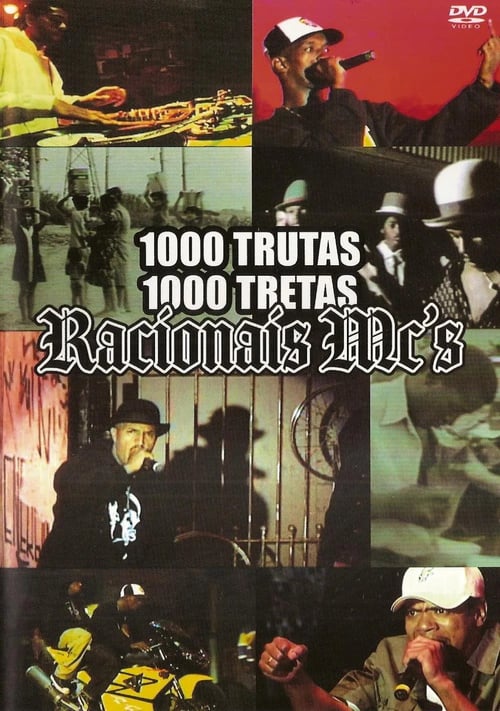 DVD
VIDEO
1000 TRUTAS
1000 TRETAS
Racionais Mc's